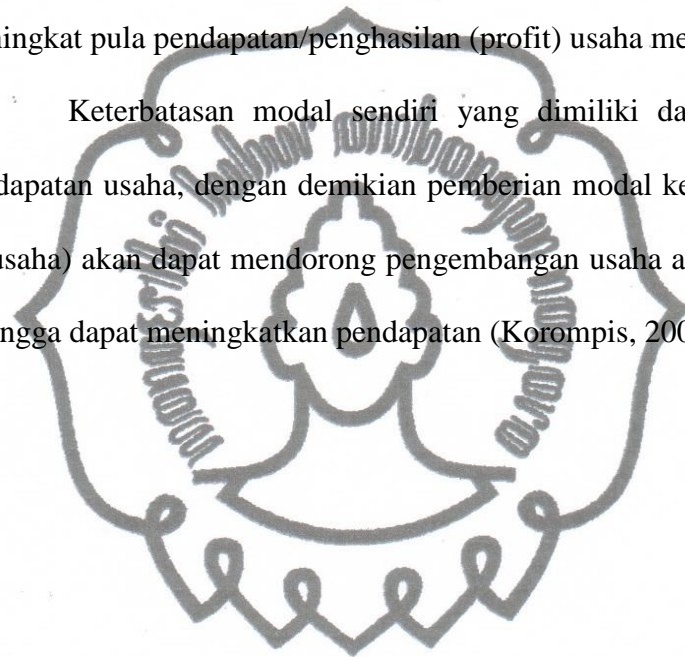 ningkat pula pendapatan/penghasilan (profit) usaha me
Keterbatasan modal sendiri yang dimiliki da
dapatan usaha, dengan demikian pemberian modal ke
usaha) akan dapat mendorong pengembangan usaha a
ngga dapat meningkatkan pendapatan (Korompis, 200